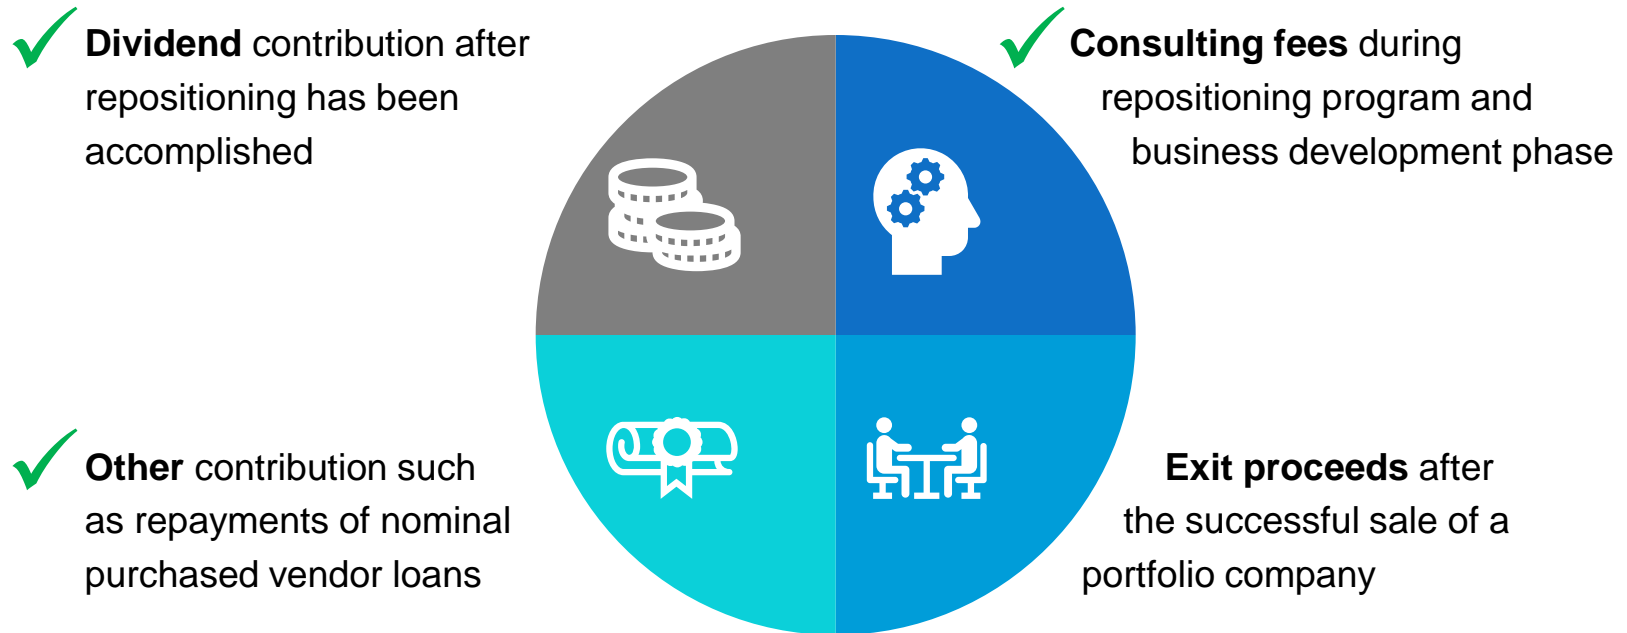 Dividend contribution after
repositioning has been
accomplished
Consulting fees during
repositioning program and
business development phase
Other contribution such
as repayments of nominal
purchased vendor loans
Exit proceeds after
the successful sale of a
portfolio company